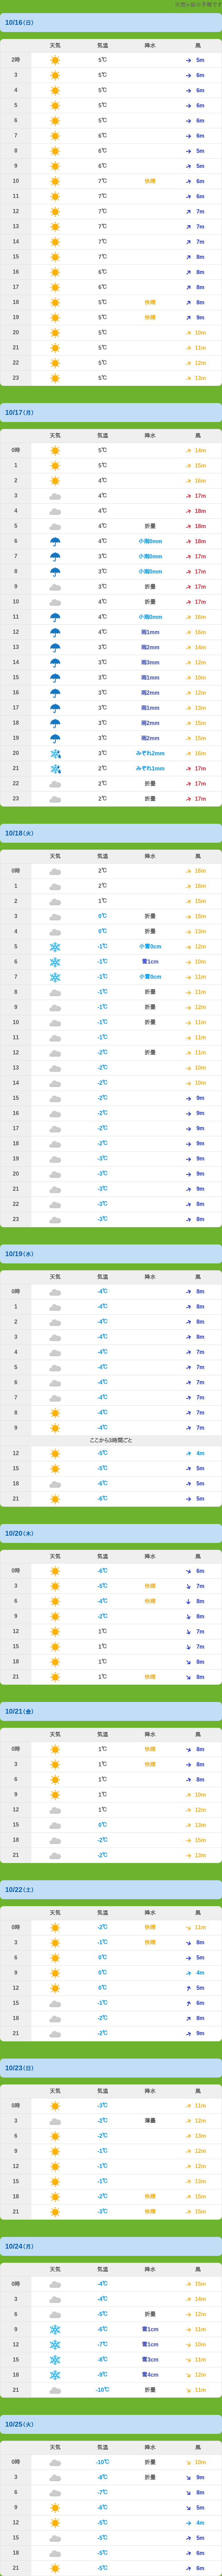 10/16(日)
天気 気温 降水 風
2時 5℃ 5m
3 5℃ 6m
4 5℃ 6m
5 5℃ 6m
6 5℃ 6m
7 6℃ 6m
8 6℃ 5m
9 6℃ 5m
10 7℃ 快晴 6m
11 7℃ 6m
12 7℃ 7m
13 7℃ 7m
14 7℃ 7m
15 7℃ 8m
16 6℃ 8m
17 6℃ 8m
18 5℃ 快晴 8m
19 5℃ 快晴 9m
20 5℃ 10m
21 5℃ 11m
22 5℃ 12m
23 5℃ 13m
10/17(月)
天気 気温 降水 風
0時 5℃ 14m
1 5℃ 15m
2 4℃ 16m
3 4℃ 17m
4 4℃ 18m
5 4℃ 折曇 18m
6 4℃ 小雨0mm 18m
7 3℃ 小雨0mm 17m
8 3℃ 小雨0mm 17m
9 3℃ 折曇 17m
10 4℃ 折曇 17m
11 4℃ 小雨0mm 16m
12 4℃ 雨1mm 16m
13 3℃ 雨2mm 14m
14 3℃ 雨3mm 12m
15 3℃ 雨1mm 10m
16 3℃ 雨2mm 12m
17 3℃ 雨1mm 13m
18 3℃ 雨2mm 15m
19 3℃ 雨2mm 15m
20 3℃ みぞれ2mm 16m
21 2℃ みぞれ1mm 17m
22 2℃ 折曇 17m
23 2℃ 折曇 17m
10/18(火)
天気 気温 降水 風
0時 2℃ 16m
1 2℃ 16m
2 1℃ 15m
3 0℃ 折曇 15m
4 0℃ 折曇 13m
5 -1℃ 小雪0cm 12m
6 -1℃ 雪1cm 10m
7 -1℃ 小雪0cm 11m
8 -1℃ 折曇 11m
9 -1℃ 折曇 12m
10 -1℃ 折曇 11m
11 -1℃ 11m
12 -2℃ 折曇 11m
13 -2℃ 10m
14 -2℃ 10m
15 -2℃ 9m
16 -2℃ 9m
17 -2℃ 9m
18 -2℃ 9m
19 -3℃ 9m
20 -3℃ 9m
21 -3℃ 9m
22 -3℃ 8m
23 -3℃ 8m
10/19(水)
天気 気温 降水 風
0時 -4℃ 8m
1 -4℃ 8m
2 -4℃ 8m
3 -4℃ 8m
4 -4℃ 7m
5 -4℃ 7m
6 -4℃ 7m
7 -4℃ 7m
8 -4℃ 7m
9 -4℃ 7m
ここから3時間ごと
12 -5℃ 4m
15 -5℃ 5m
18 -6℃ 5m
21 -6℃ 5m
10/20(木)
天気 気温 降水 風
0時 -6℃ 6m
3 -5℃ 快晴 7m
6 -4℃ 快晴 8m
9 -2℃ 8m
12 1℃ 7m
15 1℃ 7m
18 1℃ 8m
21 1℃ 快晴 8m
10/21(金)
天気 気温 降水 風
0時 1℃ 快晴 8m
3 1℃ 快晴 8m
6 1℃ 8m
9 1℃ 10m
12 1℃ 12m
15 0℃ 13m
18 -2℃ 15m
21 -2℃ 13m
10/22(土)
天気 気温 降水 風
0時 -2℃ 快晴 11m
3 -1℃ 快晴 8m
6 0℃ 5m
9 0℃ 4m
12 0℃ 5m
15 -1℃ 6m
18 -2℃ 8m
21 -2℃ 9m
10/23(日)
天気 気温 降水 風
0時 -3℃ 11m
3 -2℃ 薄曇 12m
6 -2℃ 13m
9 -1℃ 12m
12 -1℃ 12m
15 -1℃ 13m
18 -2℃ 快晴 15m
21 -3℃ 快晴 15m
10/24(月)
天気 気温 降水 風
0時 -4℃ 15m
3 -4℃ 14m
6 -5℃ 折曇 12m
9 -6℃ 雪1cm 11m
12 -7℃ 雪1cm 10m
15 -8℃ 雪3cm 11m
18 -9℃ 雪4cm 12m
21 -10℃ 折曇 11m
10/25(火)
天気 気温 降水 風
0時 -10℃ 折曇 10m
3 -8℃ 折曇 9m
6 -7℃ 8m
9 -6℃ 5m
12 -5℃ 4m
15 -5℃ 5m
18 -5℃ 6m
21 -5℃ 6m